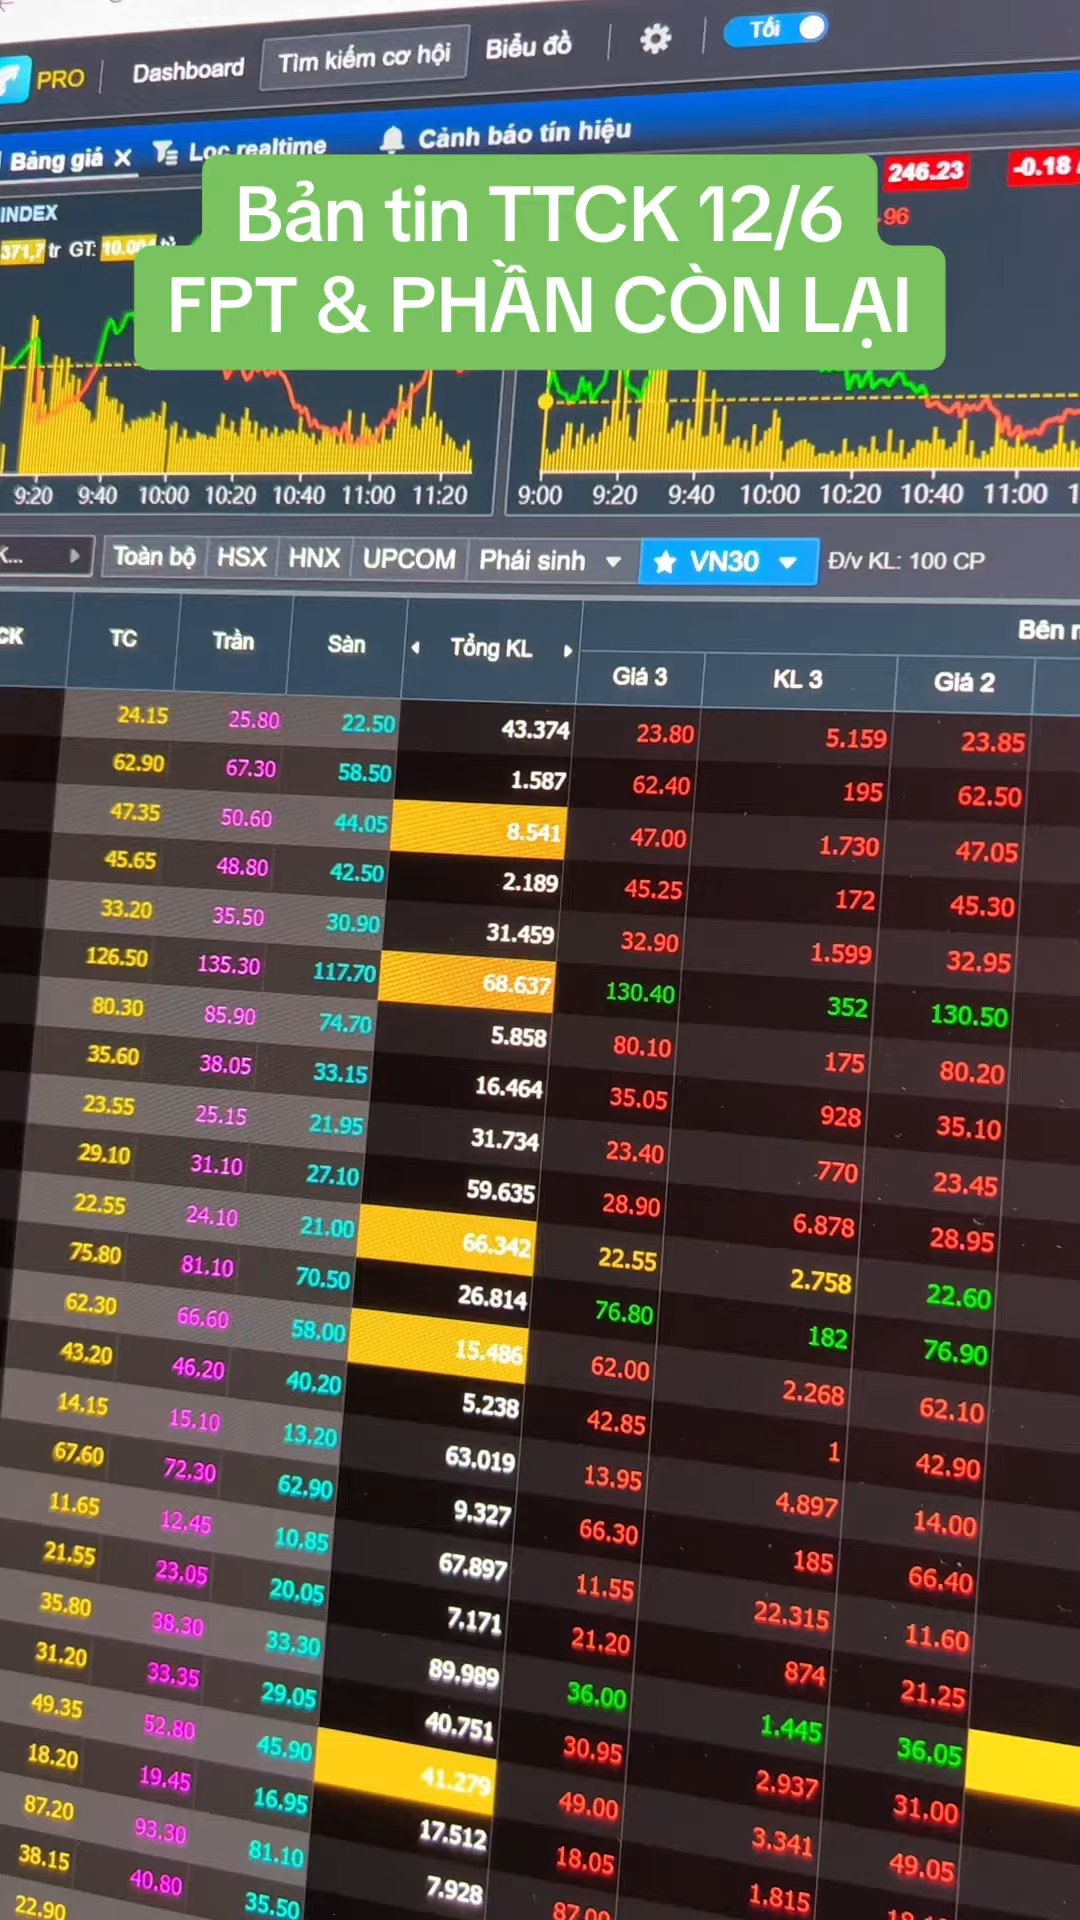 PRO Dashboard Tìm kiếm cơ hội Biểu đồ Tối
Bảng giá X Lọc realtime Cảnh báo tín hiệu
Bản tin TTCK 12/6
FPT & PHẦN CÒN LẠI
246.23 -0.18
INDEX 96
371,7 tr GT:
9:20 9:40 10:00 10:20 10:40 11:00 11:20 9:00 9:20 9:40 10:00 10:20 10:40 11:00
K... Toàn bộ HSX HNX UPCOM Phái sinh VN30 Đ/v KL: 100 CP
CK TC Trần Sàn Tổng KL Bên
Giá 3 KL 3 Giá 2
24.15 25.80 22.50 43.374 23.80 5.159 23.85
62.90 67.30 58.50 1.587 62.40 195 62.50
47.35 50.60 44.05 8.541 47.00 1.730 47.05
45.65 48.80 42.50 2.189 45.25 172 45.30
33.20 35.50 30.90 31.459 32.90 1.599 32.95
126.50 135.30 117.70 68.637 130.40 352 130.50
80.30 85.90 74.70 5.858 80.10 175 80.20
35.60 38.05 33.15 16.464 35.05 928 35.10
23.55 25.15 21.95 31.734 23.40 770 23.45
29.10 31.10 27.10 59.635 28.90 6.878 28.95
22.55 24.10 21.00 66.342 22.55 2.758 22.60
75.80 81.10 70.50 26.814 76.80 182 76.90
62.30 66.60 58.00 15.486 62.00 2.268 62.10
43.20 46.20 40.20 5.238 42.85 1 42.90
14.15 15.10 13.20 63.019 13.95 4.897 14.00
67.60 72.30 62.90 9.327 66.30 185 66.40
11.65 12.45 10.85 67.897 11.55 22.315 11.60
21.55 23.05 20.05 7.171 21.20 874 21.25
35.80 38.30 33.30 89.989 36.00 1.445 36.05
31.20 33.35 29.05 40.751 30.95 2.937 31.00
49.35 52.80 45.90 41.279 49.00 3.341 49.05
18.20 19.45 16.95 17.512 18.05 1.815
87.20 93.30 81.10 7.928 87.00
38.15 40.80 35.50
22.90